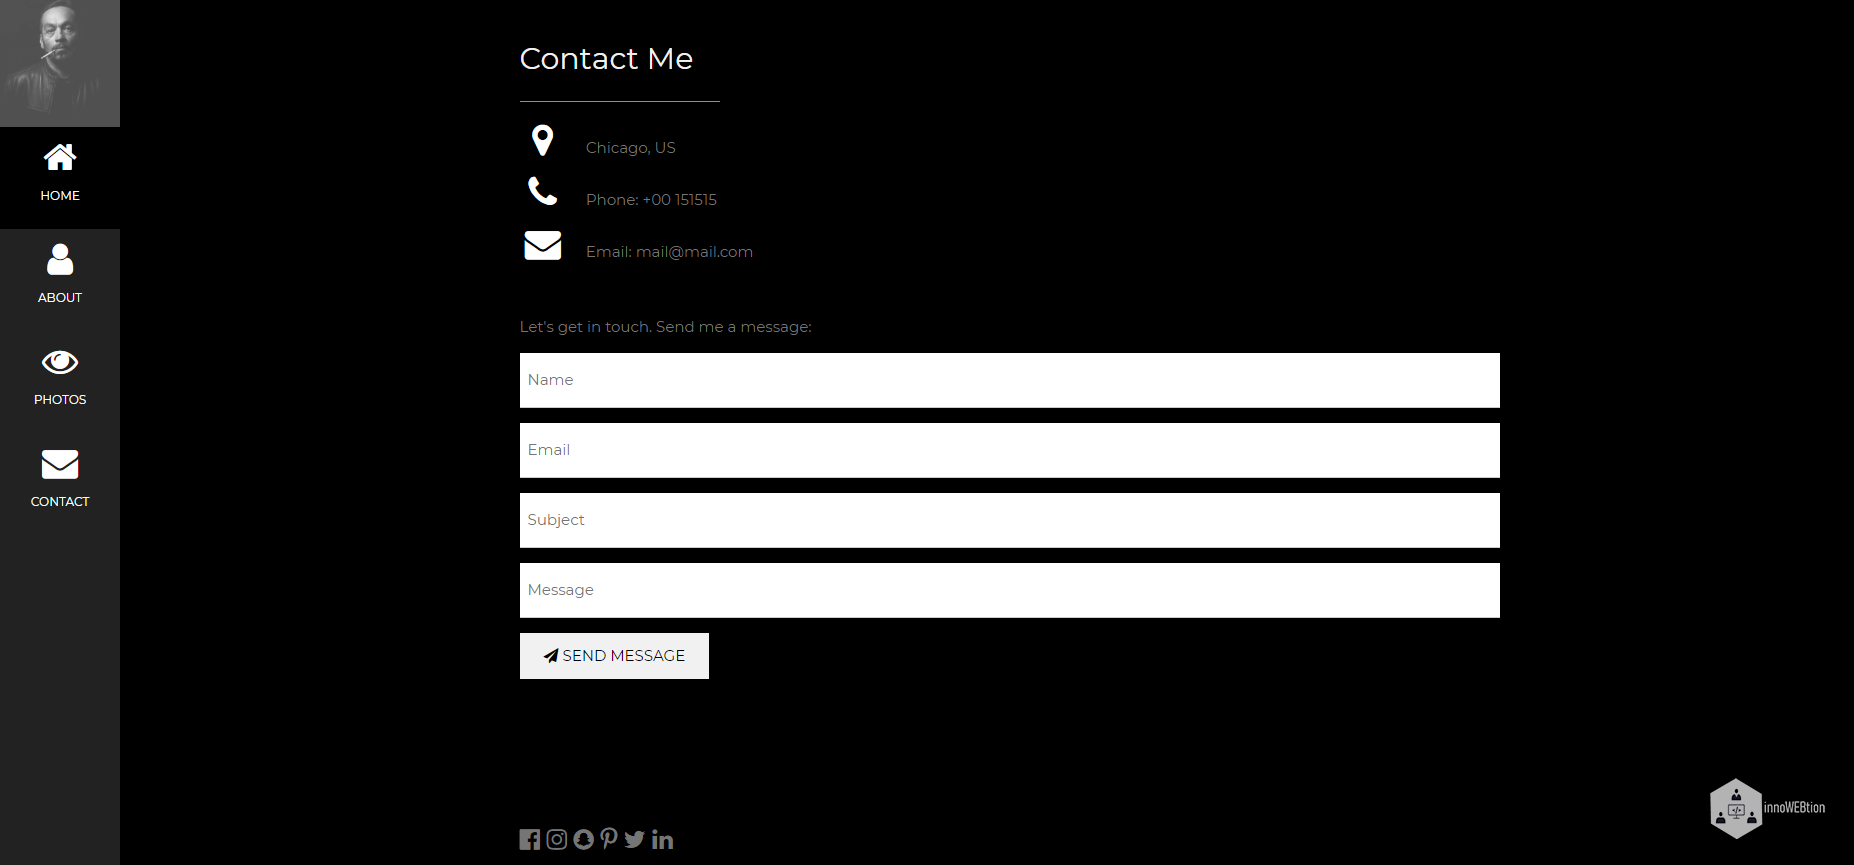 HOME
ABOUT
PHOTOS
CONTACT
Contact Me
Chicago, US
Phone: +00 151515
Email: mail@mail.com
Let's get in touch. Send me a message:
Name
Email
Subject
Message
SEND MESSAGE
innoWEBtion